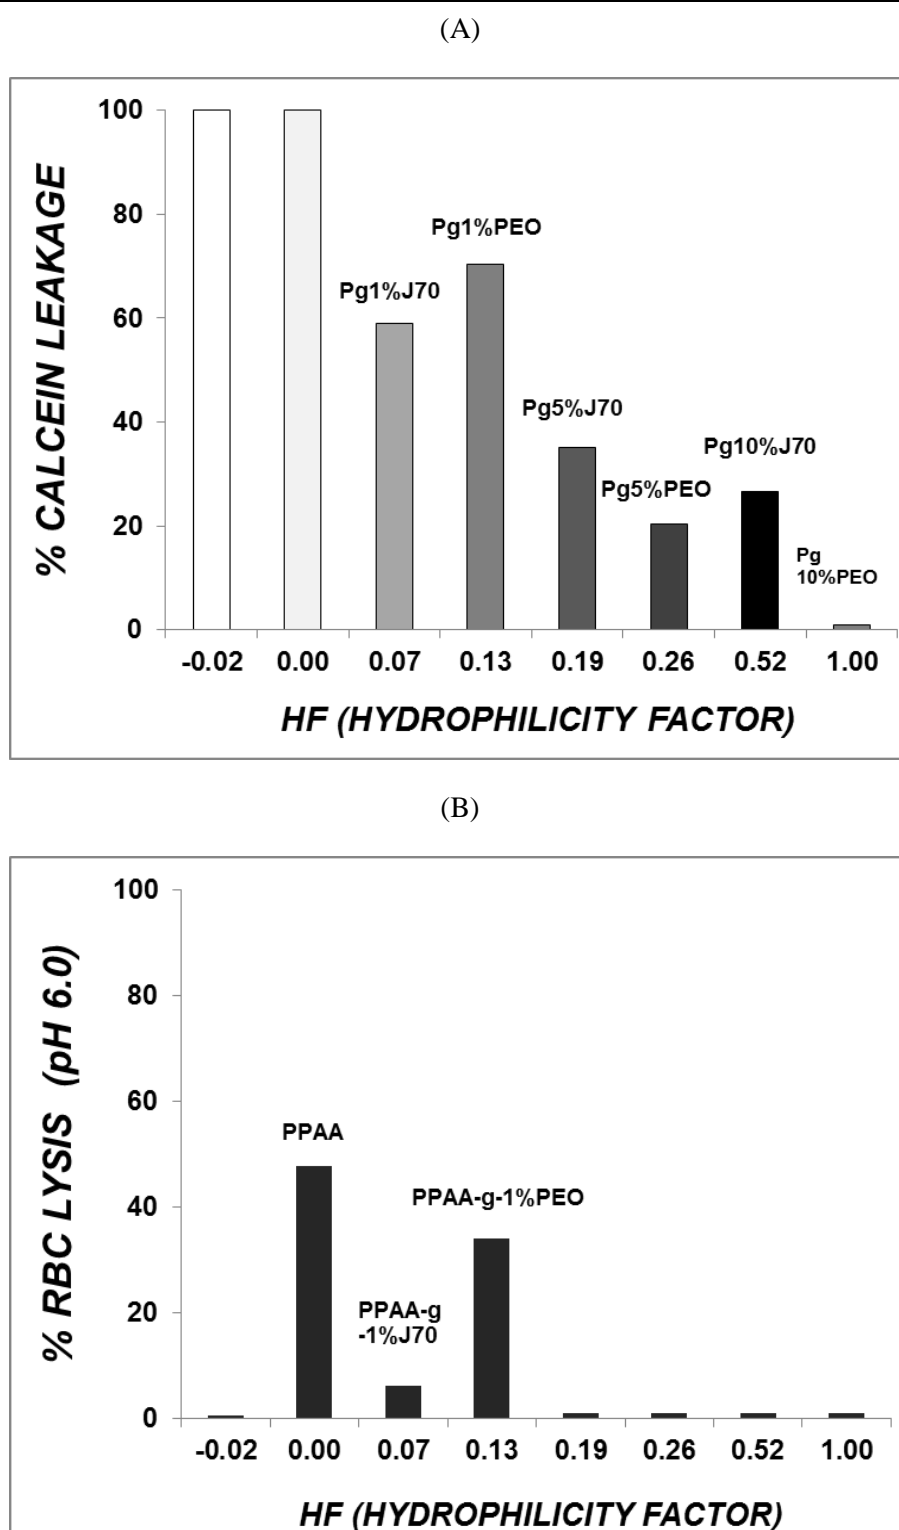 (A)
% CALCEIN LEAKAGE
100
80
60
40
20
0
Pg1%J70
Pg1%PEO
Pg5%J70
Pg5%PEO
Pg10%J70
Pg
10%PEO
-0.02 0.00 0.07 0.13 0.19 0.26 0.52 1.00
HF (HYDROPHILICITY FACTOR)
(B)
% RBC LYSIS (pH 6.0)
100
80
60
40
20
0
PPAA
PPAA-g
-1%J70
PPAA-g-1%PEO
-0.02 0.00 0.07 0.13 0.19 0.26 0.52 1.00
HF (HYDROPHILICITY FACTOR)